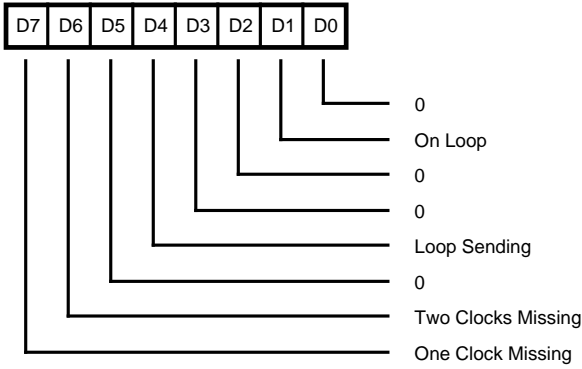 D7 D6 D5 D4 D3 D2 D1 D0
0
On Loop
0
0
Loop Sending
0
Two Clocks Missing
One Clock Missing